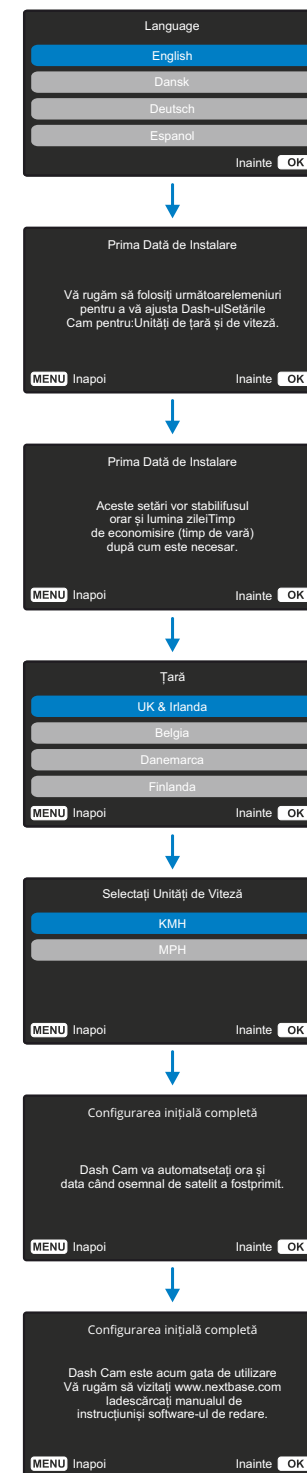 Language
English
Dansk
Deutsch
Espanol
Inainte OK
Prima Dată de Instalare
Vă rugăm să folosiți următoarelemeniuri
pentru a vă ajusta Dash-ulSetările
Cam pentru:Unități de țară și de viteză.
MENU Inapoi Inainte OK
Prima Dată de Instalare
Aceste setări vor stabilifusul
orar și lumina zileiTimp
de economisire (timp de vară)
după cum este necesar.
MENU Inapoi Inainte OK
Țară
UK & Irlanda
Belgia
Danemarca
Finlanda
MENU Inapoi Inainte OK
Selectați Unități de Viteză
KMH
MPH
MENU Inapoi Inainte OK
Configurarea inițială completă
Dash Cam va automatsetați ora și
data când osemnal de satelit a fostprimit.
MENU Inapoi Inainte OK
Configurarea inițială completă
Dash Cam este acum gata de utilizare
Vă rugăm să vizitați www.nextbase.com
ladescărcați manualul de
instrucțiuniși software-ul de redare.
MENU Inapoi Inainte OK